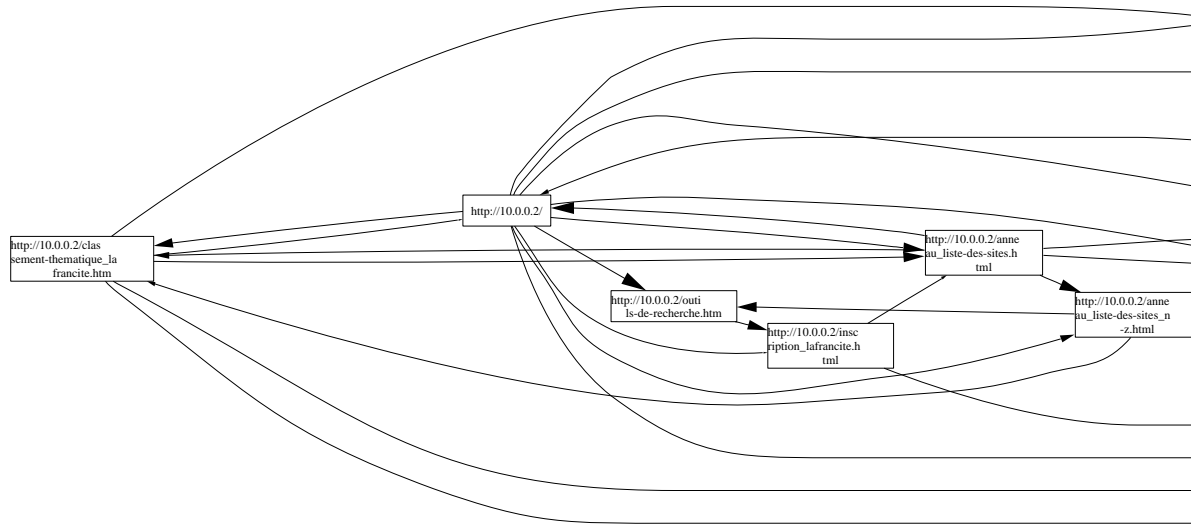 http://10.0.0.2/
http://10.0.0.2/clas
sement-thematique_la
francite.htm
http://10.0.0.2/anne
au_liste-des-sites.h
tml
http://10.0.0.2/outi
ls-de-recherche.htm
http://10.0.0.2/anne
au_liste-des-sites_n
-z.html
http://10.0.0.2/insc
ription_lafrancite.h
tml